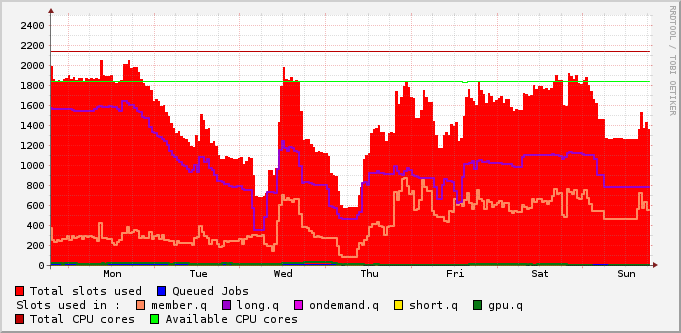 RRDTOOL / TOBI OETIKER
2400
2200
2000
1800
1600
1400
1200
1000
800
600
400
200
0
Mon Tue Wed Thu Fri Sat Sun
Total slots used Queued Jobs
Slots used in : member.q long.q ondemand.q short.q gpu.q
Total CPU cores Available CPU cores